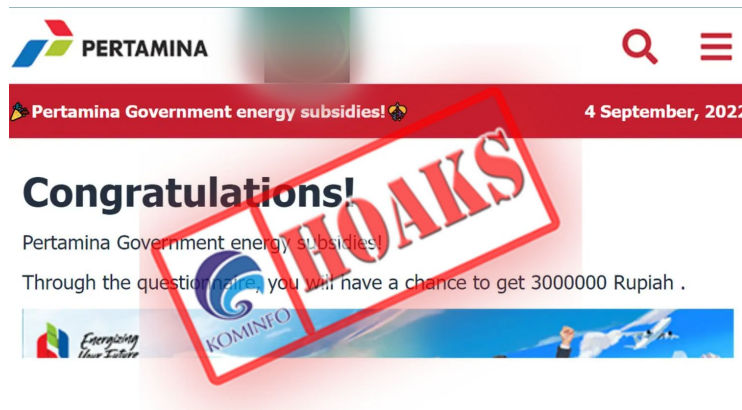 PERTAMINA
🎉Pertamina Government energy subsidies!🎊 4 September, 2022
Congratulations!
Pertamina Government energy subsidies!
Through the questionnaire, you will have a chance to get 3000000 Rupiah .
HOAKS
KOMINFO
Energizing
Your Future